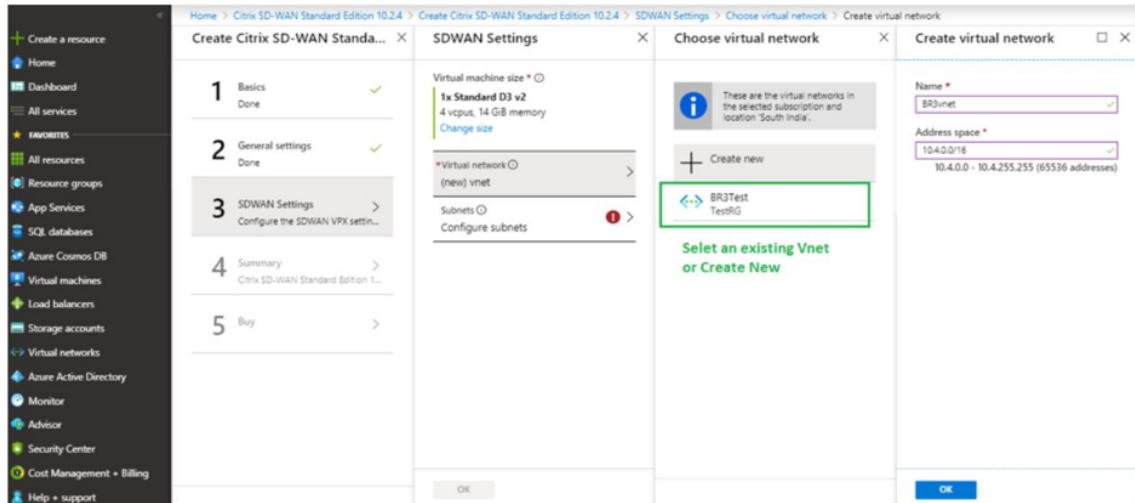 Home > Citrix SD-WAN Standard Edition 10.2.4 > Create Citrix SD-WAN Standard Edition 10.2.4 > SDWAN Settings > Choose virtual network > Create virtual network
«
Create a resource
Home
Dashboard
All services
FAVORITES
All resources
Resource groups
App Services
SQL databases
Azure Cosmos DB
Virtual machines
Load balancers
Storage accounts
Virtual networks
Azure Active Directory
Monitor
Advisor
Security Center
Cost Management + Billing
Help + support
Create Citrix SD-WAN Standa...
1
Basics
Done
2
General settings
Done
3
SDWAN Settings
Configure the SDWAN VPX settin...
4
Summary
Citrix SD-WAN Standard Edition 1...
5
Buy
SDWAN Settings
Virtual machine size *
1x Standard D3 v2
4 vcpus, 14 GiB memory
Change size
*Virtual network
(new) vnet
Subnets
Configure subnets
OK
Choose virtual network
These are the virtual networks in
the selected subscription and
location 'South India'.
Create new
BR3Test
TestRG
Selet an existing Vnet
or Create New
Create virtual network
Name *
BR3vnet
Address space *
10.4.0.0/16
10.4.0.0 - 10.4.255.255 (65536 addresses)
OK